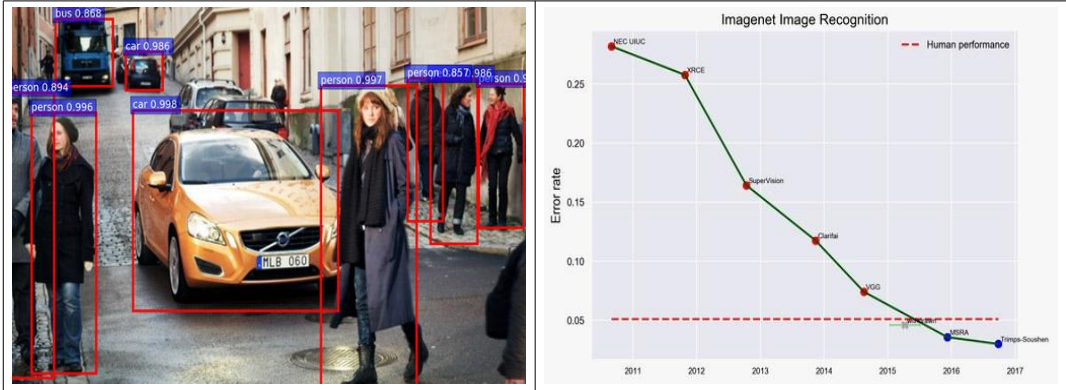 bus 0.868
car 0.986
person 0.997
person 0.857
.986
person 0.894
person 0.996
car 0.998
MLB 060
Imagenet Image Recognition
NEC UIUC
Human performance
XRCE
0.25
0.20
SuperVision
Error rate
0.15
Clarifai
0.10
VGG
0.05
MSRA
Trimps-Soushen
2011 2012 2013 2014 2015 2016 2017